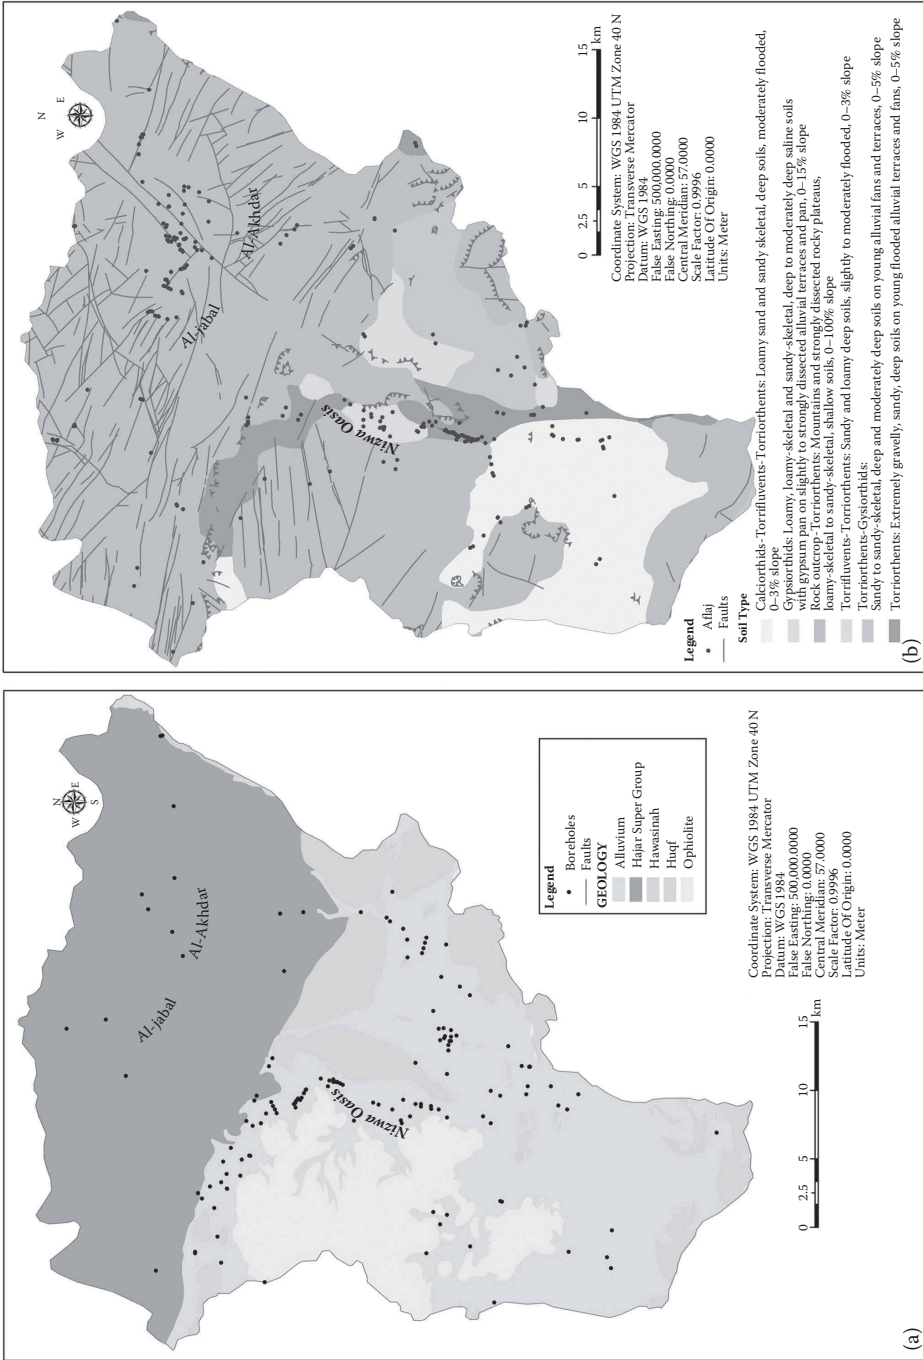 N
W
E
S
Al-jabal
Al-Akhdar
Nizwa Oasis
Legend
Boreholes
Faults
GEOLOGY
Alluvium
Hajar Super Group
Hawasinah
Huqf
Ophiolite
Coordinate System: WGS 1984 UTM Zone 40 N
Projection: Transverse Mercator
Datum: WGS 1984
False Easting: 500,000.0000
False Northing: 0.0000
Central Meridian: 57.0000
Scale Factor: 0.9996
Latitude Of Origin: 0.0000
Units: Meter
0 2.5 5 10 15
km
(a)
N
W
E
Al-jabal
Al-Akhdar
Nizwa Oasis
0 2.5 5 10 15
km
Coordinate System: WGS 1984 UTM Zone 40 N
Projection: Transverse Mercator
Datum: WGS 1984
False Easting: 500,000.0000
False Northing: 0.0000
Central Meridian: 57.0000
Scale Factor: 0.9996
Latitude Of Origin: 0.0000
Units: Meter
Legend
Aflaj
Faults
Soil Type
Calciorthids-Torrifluvents-Torriorthents: Loamy sand and sandy skeletal, deep soils, moderately flooded,
0–3% slope
Gypsiorthids: Loamy, loamy-skeletal and sandy-skeletal, deep to moderately deep saline soils
with gypsum pan on slightly to strongly dissected alluvial terraces and pan, 0–15% slope
Rock outcrop-Torriorthents: Mountains and strongly dissected rocky plateaus,
loamy-skeletal to sandy-skeletal, shallow soils, 0–100% slope
Torrifluvents-Torriorthents: Sandy and loamy deep soils, slightly to moderately flooded, 0–3% slope
Torriorthents-Gysiorthids:
Sandy to sandy-skeletal, deep and moderately deep soils on young alluvial fans and terraces, 0–5% slope
Torriorthents: Extremely gravelly, sandy, deep soils on young flooded alluvial terraces and fans, 0–5% slope
(b)